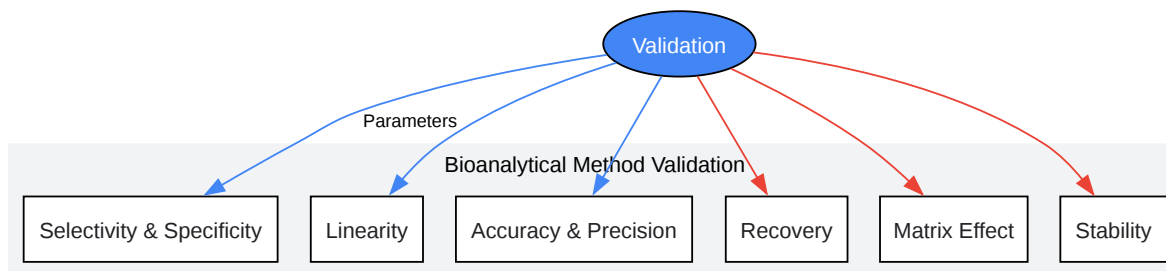 Validation
Parameters
Bioanalytical Method Validation
Selectivity & Specificity
Linearity
Accuracy & Precision
Recovery
Matrix Effect
Stability